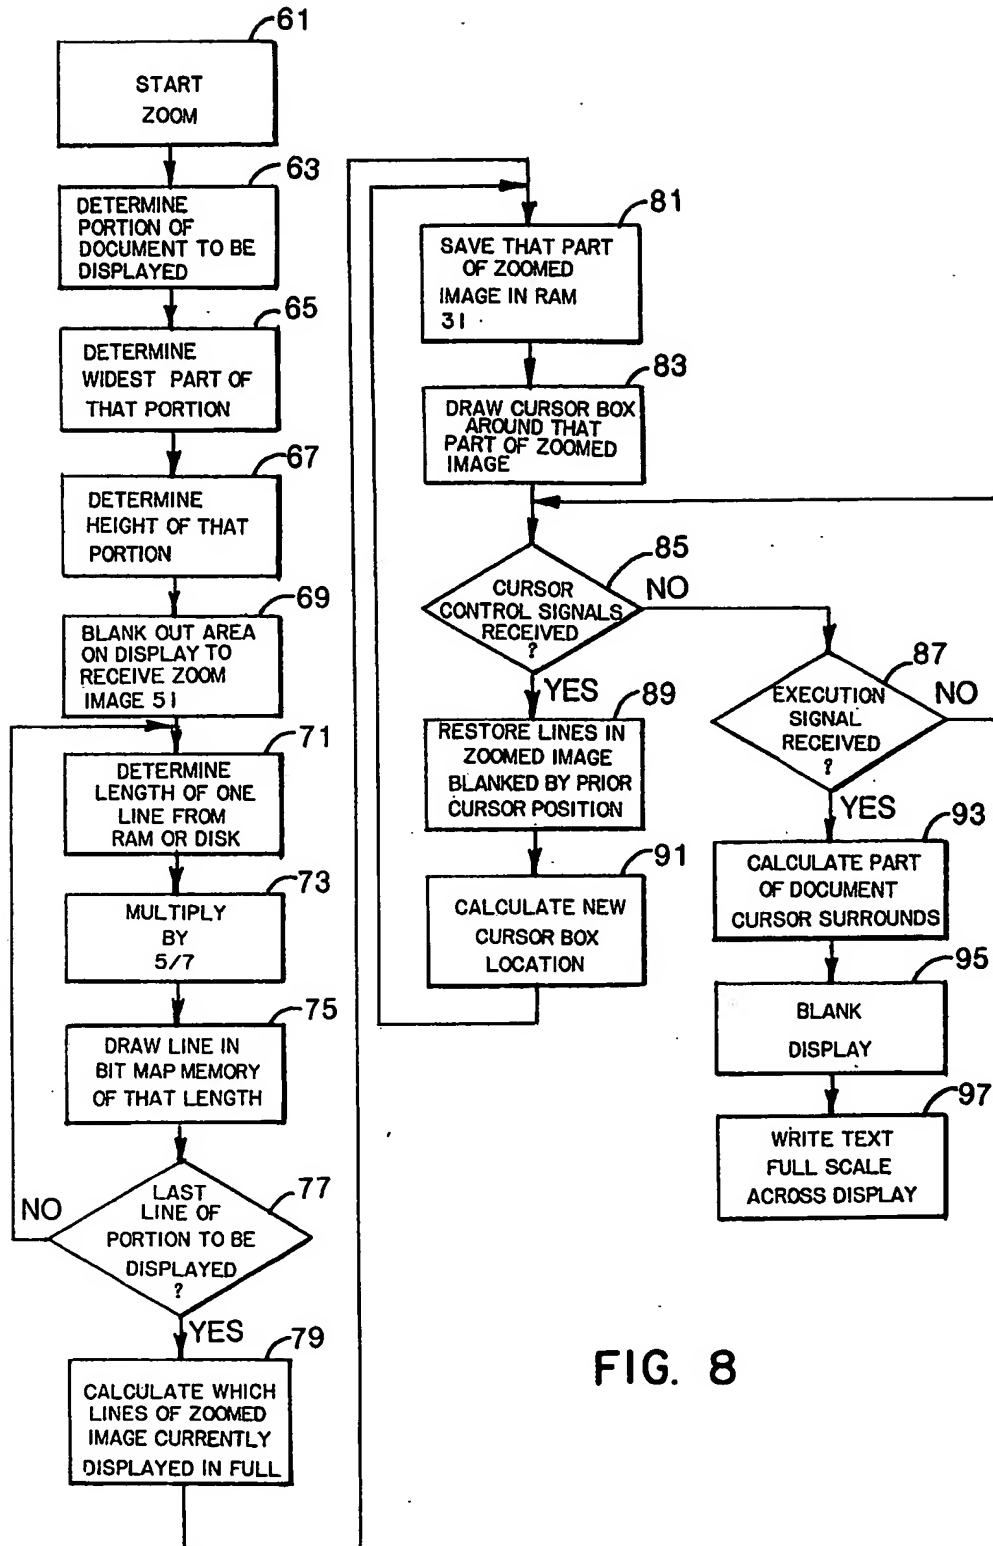 61
START
ZOOM
63
DETERMINE
PORTION OF
DOCUMENT TO BE
DISPLAYED
65
DETERMINE
WIDEST PART OF
THAT PORTION
67
DETERMINE
HEIGHT OF THAT
PORTION
69
BLANK OUT AREA
ON DISPLAY TO
RECEIVE ZOOM
IMAGE 51
71
DETERMINE
LENGTH OF ONE
LINE FROM
RAM OR DISK
73
MULTIPLY
BY
5/7
75
DRAW LINE IN
BIT MAP MEMORY
OF THAT LENGTH
77
LAST
LINE OF
PORTION TO BE
DISPLAYED
?
NO
YES
79
CALCULATE WHICH
LINES OF ZOOMED
IMAGE CURRENTLY
DISPLAYED IN FULL
81
SAVE THAT PART
OF ZOOMED
IMAGE IN RAM
31
83
DRAW CURSOR BOX
AROUND THAT
PART OF ZOOMED
IMAGE
85
CURSOR
CONTROL SIGNALS
RECEIVED
?
NO
YES
89
RESTORE LINES IN
ZOOMED IMAGE
BLANKED BY PRIOR
CURSOR POSITION
91
CALCULATE NEW
CURSOR BOX
LOCATION
87
EXECUTION
SIGNAL
RECEIVED
?
NO
YES
93
CALCULATE PART
OF DOCUMENT
CURSOR SURROUNDS
95
BLANK
DISPLAY
97
WRITE TEXT
FULL SCALE
ACROSS DISPLAY
FIG. 8